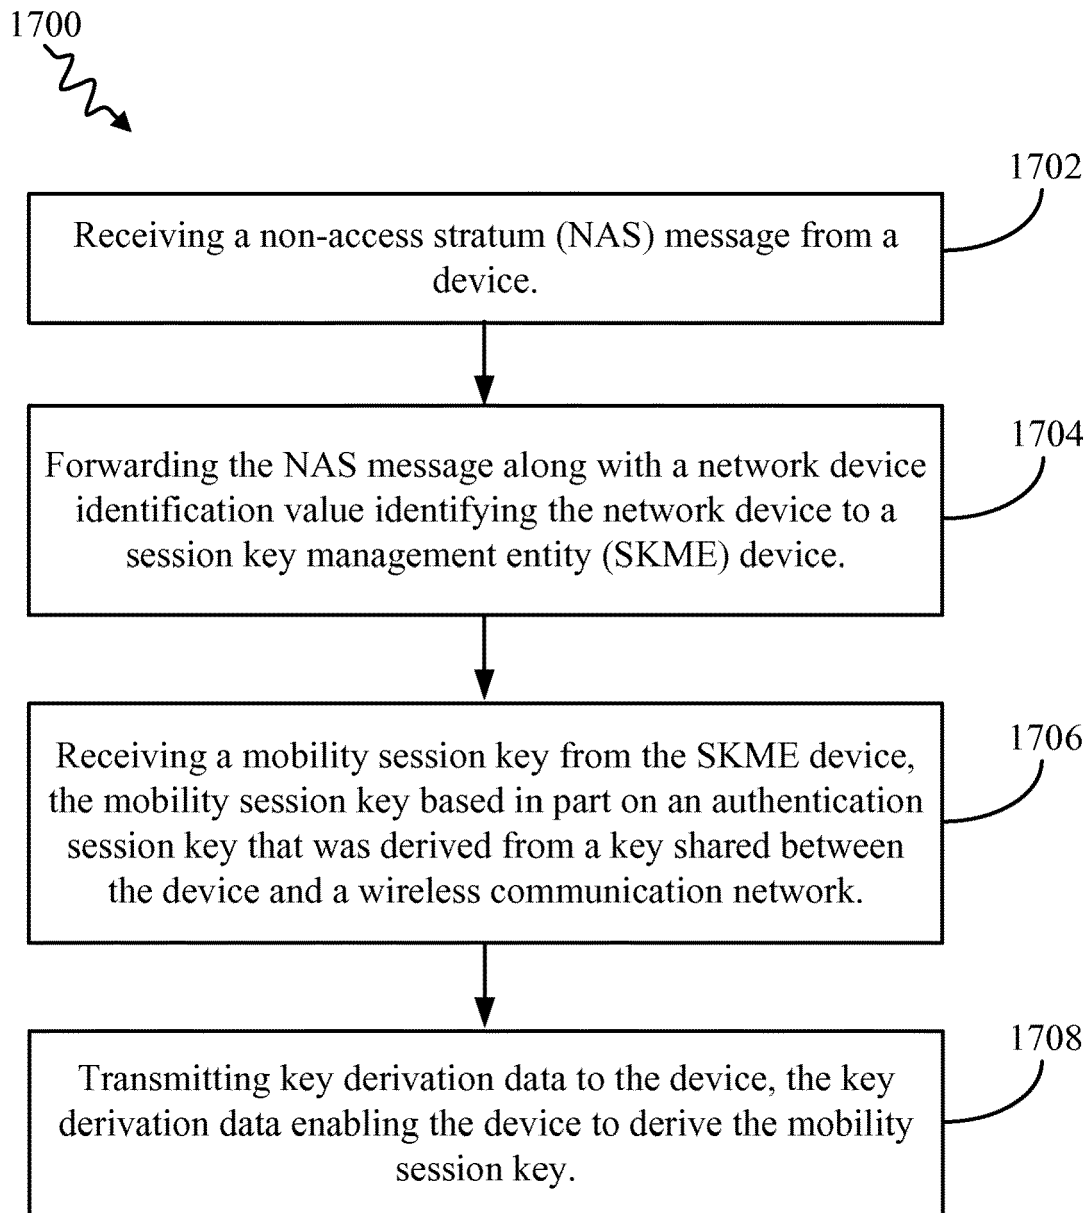 1700
1702
Receiving a non-access stratum (NAS) message from a
device.
1704
Forwarding the NAS message along with a network device
identification value identifying the network device to a
session key management entity (SKME) device.
1706
Receiving a mobility session key from the SKME device,
the mobility session key based in part on an authentication
session key that was derived from a key shared between
the device and a wireless communication network.
1708
Transmitting key derivation data to the device, the key
derivation data enabling the device to derive the mobility
session key.